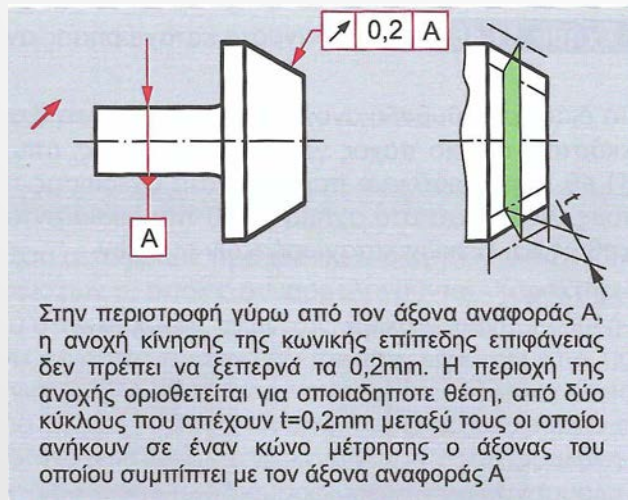 0,2 A
A
t
Στην περιστροφή γύρω από τον άξονα αναφοράς Α,
η ανοχή κίνησης της κωνικής επίπεδης επιφάνειας
δεν πρέπει να ξεπερνά τα 0,2mm. Η περιοχή της
ανοχής οριοθετείται για οποιαδηποτε θέση, από δύο
κύκλους που απέχουν t=0,2mm μεταξύ τους οι οποίοι
ανήκουν σε έναν κώνο μέτρησης ο άξονας του
οποίου συμπίπτει με τον άξονα αναφοράς Α